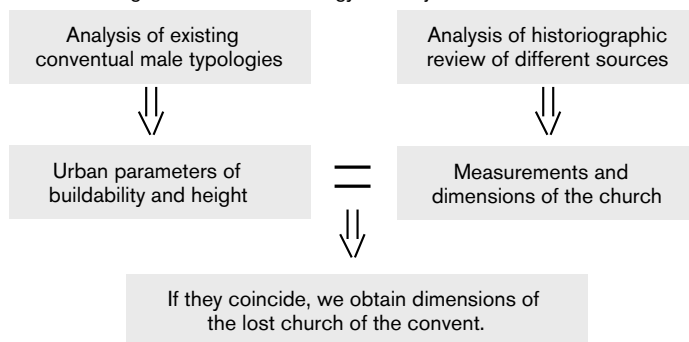 Analysis of existing
conventual male typologies
Analysis of historiographic
review of different sources
Urban parameters of
buildability and height
=
Measurements and
dimensions of the church
If they coincide, we obtain dimensions of
the lost church of the convent.